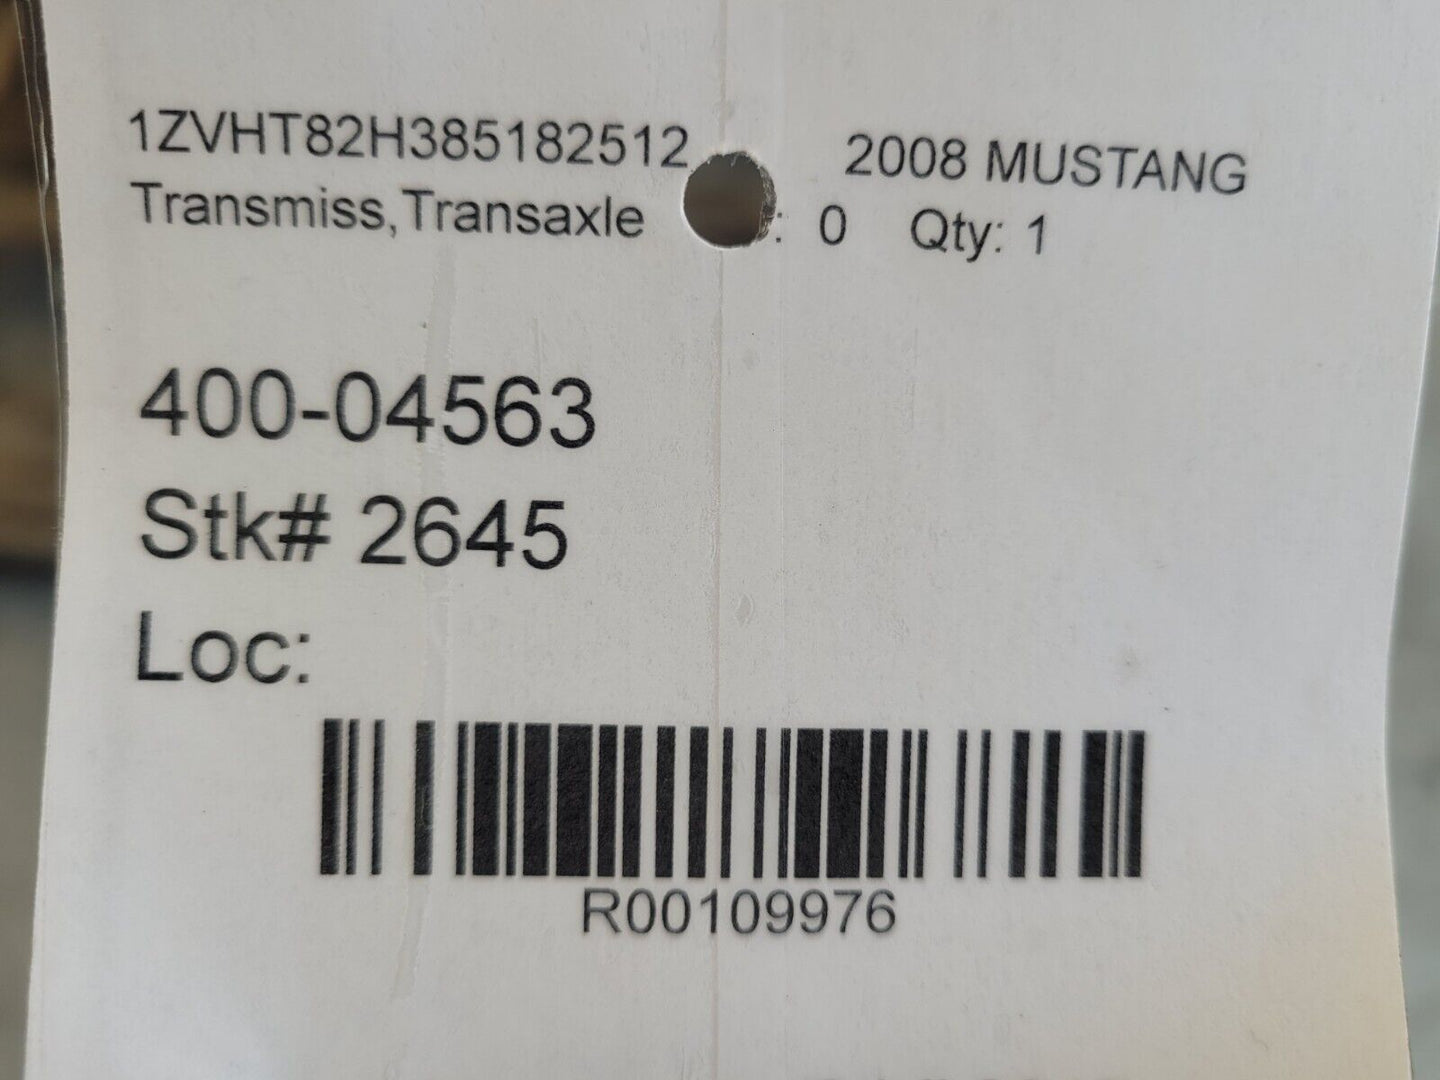 1ZVHT82H385182512 2008 MUSTANG
Transmiss,Transaxle : 0 Qty: 1
400-04563
Stk# 2645
Loc:
R00109976